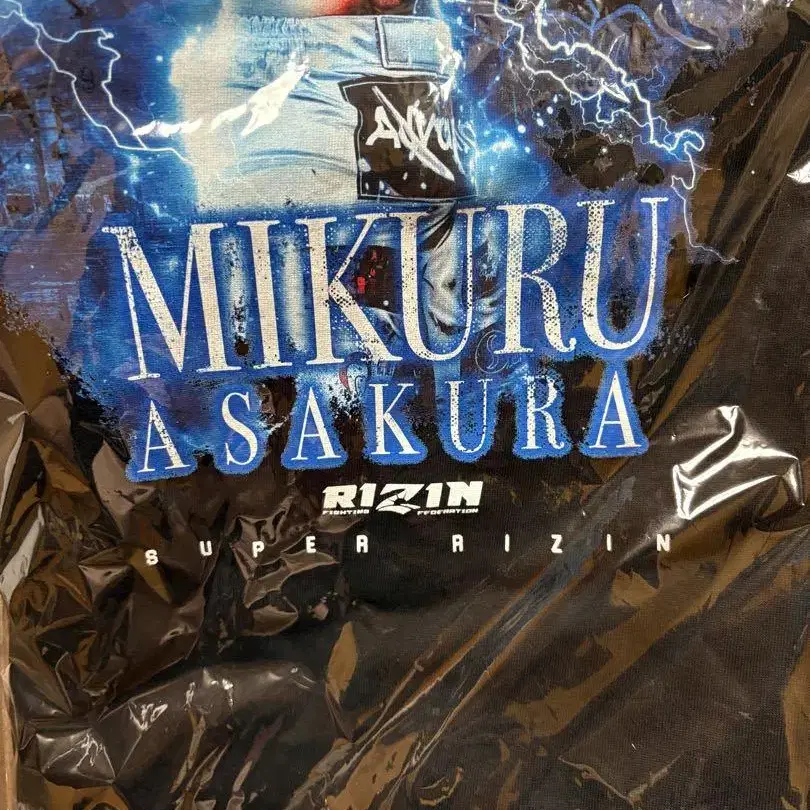 MIKURU
ASAKURA
RIZIN
FIGHTING FEDERATION
SUPER RIZIN